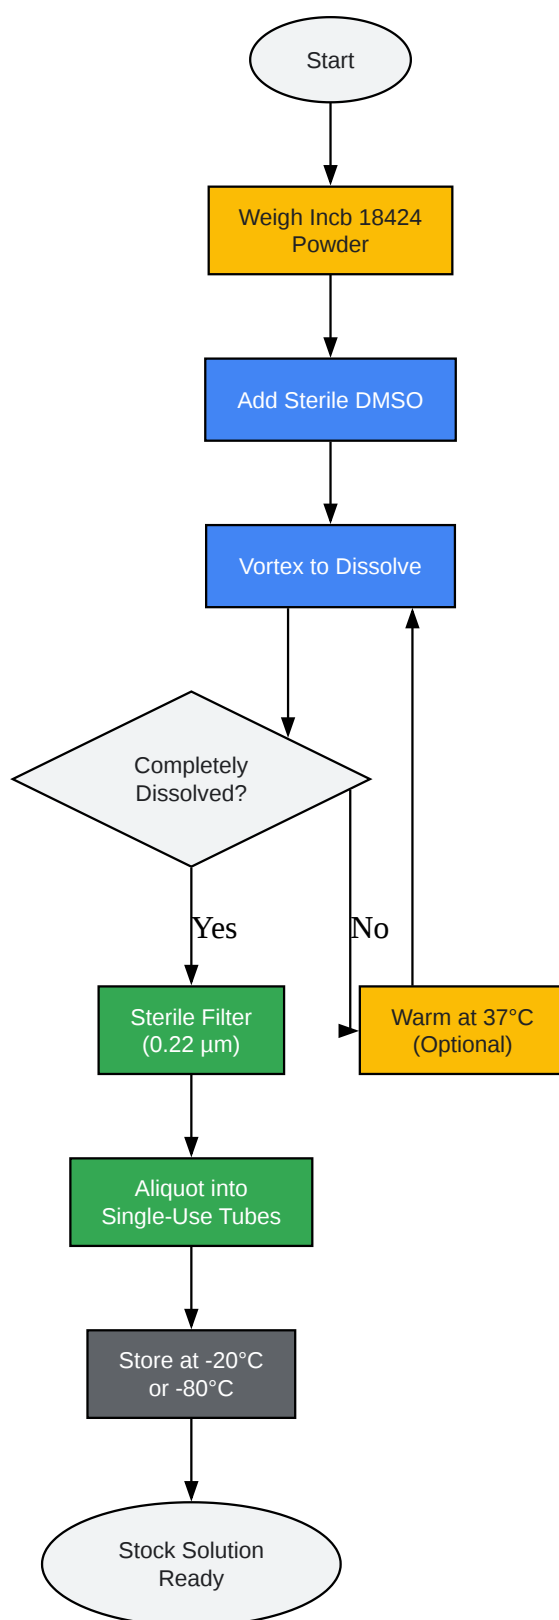 Start
Weigh Incb 18424
Powder
Add Sterile DMSO
Vortex to Dissolve
Completely
Dissolved?
Yes
No
Sterile Filter
(0.22 µm)
Warm at 37°C
(Optional)
Aliquot into
Single-Use Tubes
Store at -20°C
or -80°C
Stock Solution
Ready